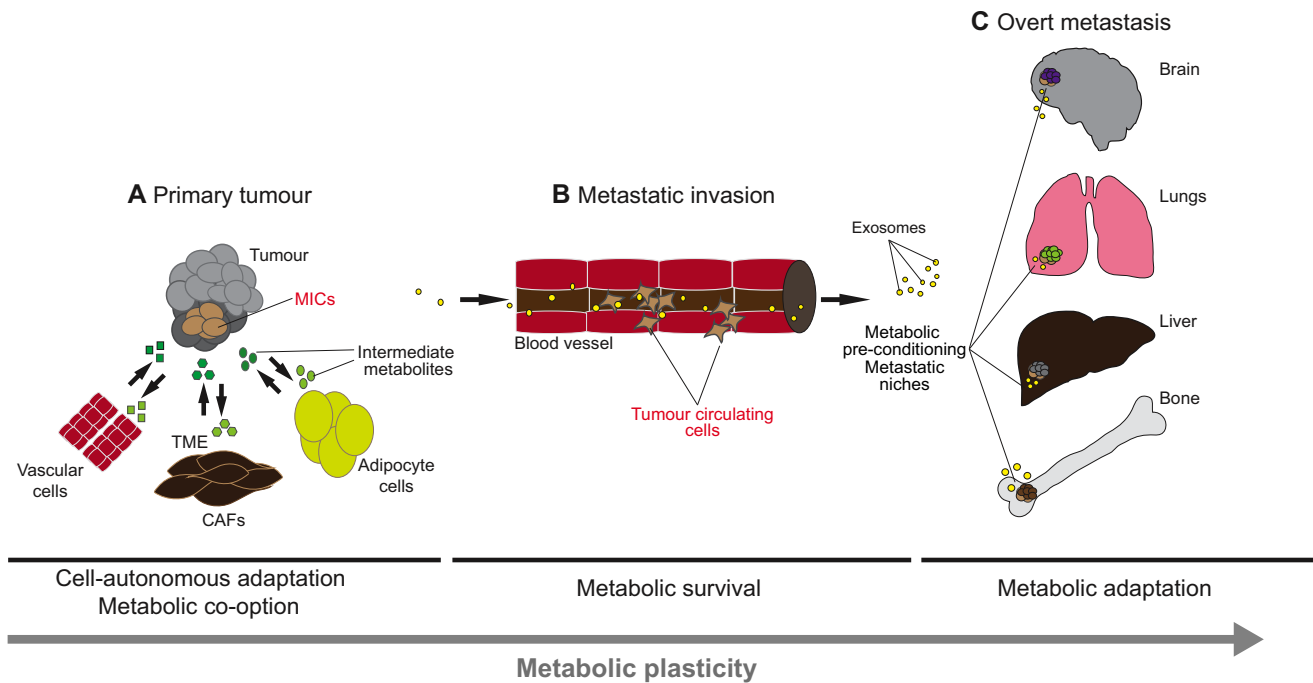 A Primary tumour
Tumour
MICs
Intermediate
metabolites
Vascular
cells
TME
CAFs
Adipocyte
cells
B Metastatic invasion
Blood vessel
Tumour circulating
cells
Exosomes
Metabolic
pre-conditioning
Metastatic
niches
C Overt metastasis
Brain
Lungs
Liver
Bone
Cell-autonomous adaptation
Metabolic co-option
Metabolic survival
Metabolic adaptation
Metabolic plasticity